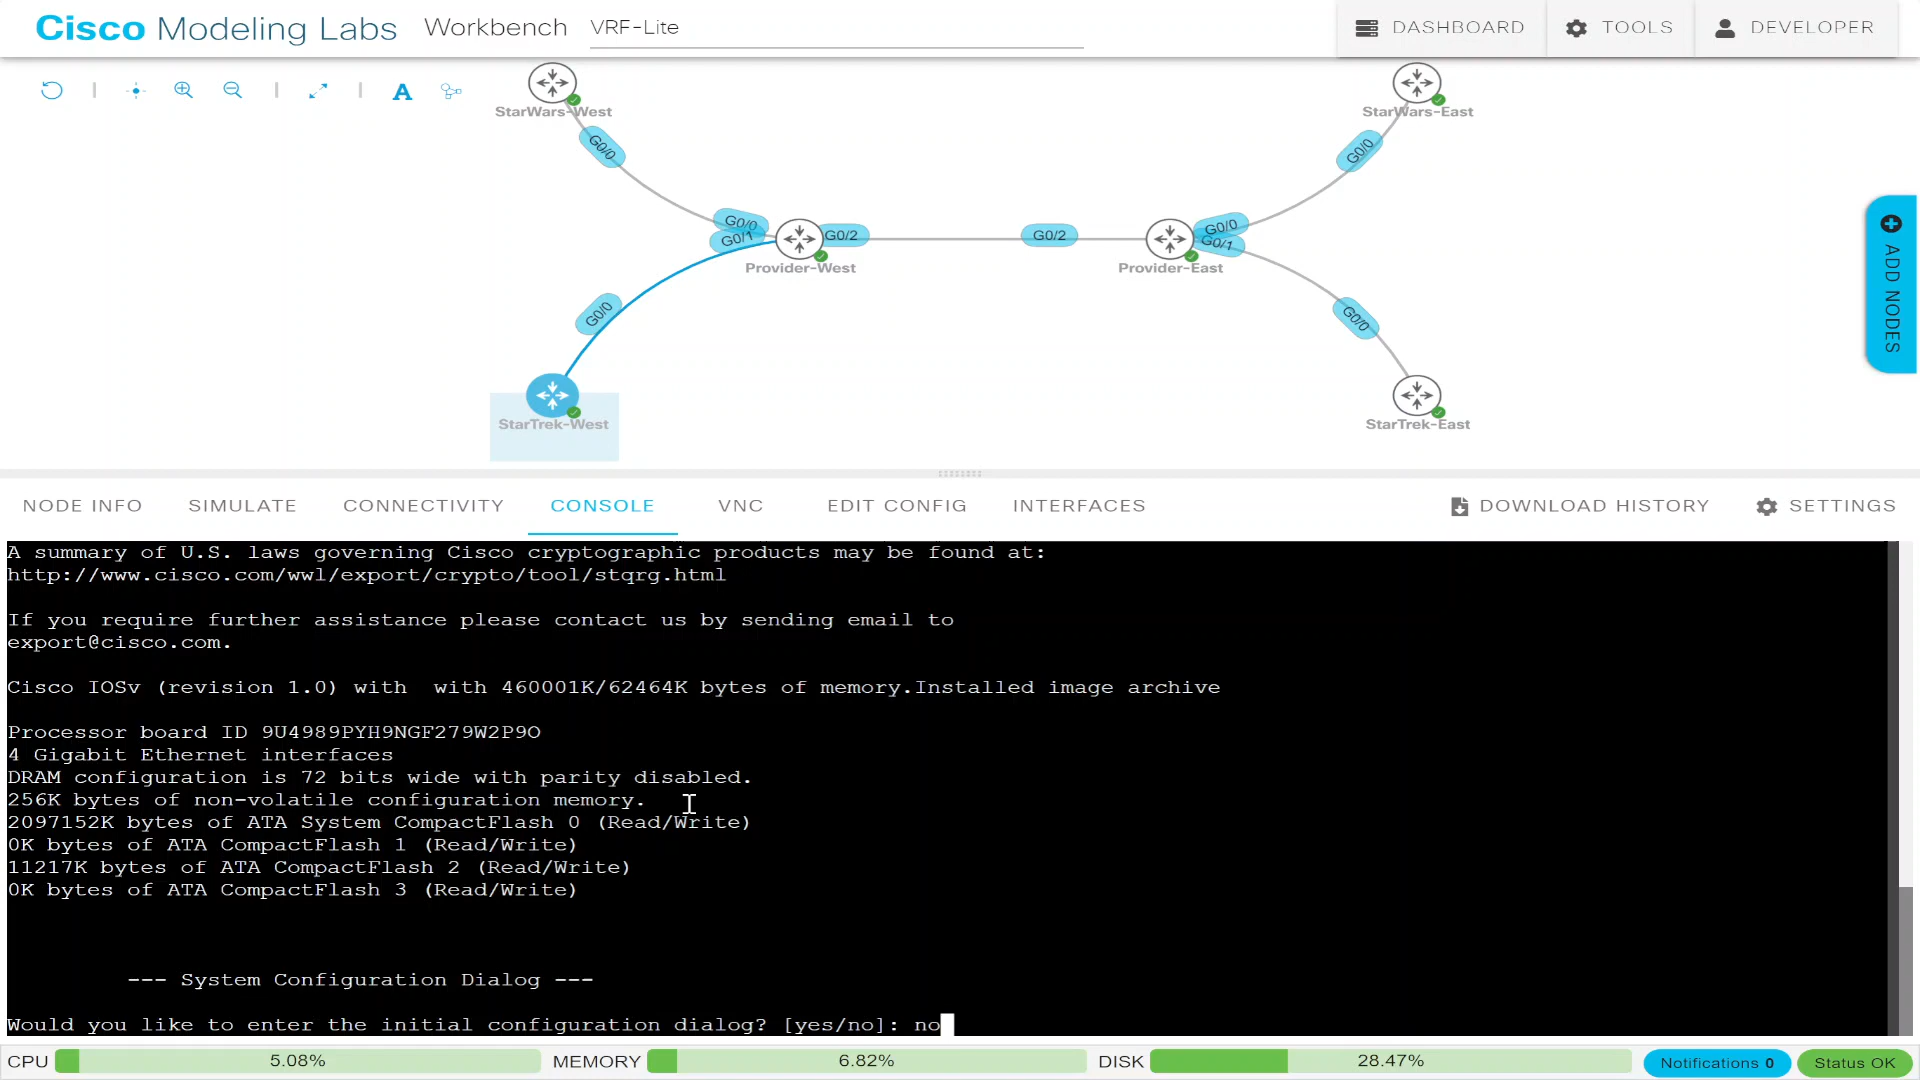 Cisco Modeling Labs Workbench VRF-Lite DASHBOARD TOOLS DEVELOPER
A
StarWars-West
StarWars-East
G0/0
G0/0
G0/0
G0/1
G0/2
G0/2
G0/0
G0/1
Provider-West
Provider-East
G0/0
G0/0
StarTrek-West
StarTrek-East
ADD NODES
NODE INFO SIMULATE CONNECTIVITY CONSOLE VNC EDIT CONFIG INTERFACES DOWNLOAD HISTORY SETTINGS
A summary of U.S. laws governing Cisco cryptographic products may be found at:
http://www.cisco.com/wwl/export/crypto/tool/stqrg.html
If you require further assistance please contact us by sending email to
export@cisco.com.
Cisco IOSv (revision 1.0) with  with 460001K/62464K bytes of memory.Installed image archive
Processor board ID 9U4989PYH9NGF279W2P9O
4 Gigabit Ethernet interfaces
DRAM configuration is 72 bits wide with parity disabled.
256K bytes of non-volatile configuration memory.
2097152K bytes of ATA System CompactFlash 0 (Read/Write)
0K bytes of ATA CompactFlash 1 (Read/Write)
11217K bytes of ATA CompactFlash 2 (Read/Write)
0K bytes of ATA CompactFlash 3 (Read/Write)
--- System Configuration Dialog ---
Would you like to enter the initial configuration dialog? [yes/no]: no
CPU 5.08% MEMORY 6.82% DISK 28.47% Notifications 0 Status OK